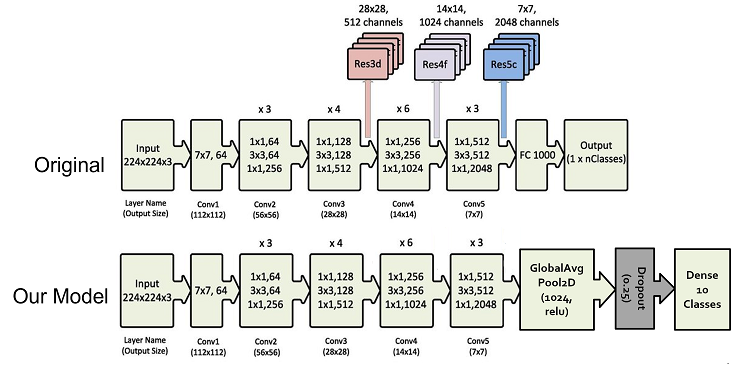 28x28,
512 channels
14x14,
1024 channels
7x7,
2048 channels
Res3d
Res4f
Res5c
x 3
x 4
x 6
x 3
Original
Input
224x224x3
7x7, 64
1x1,64
3x3,64
1x1,256
1x1,128
3x3,128
1x1,512
1x1,256
3x3,256
1x1,1024
1x1,512
3x3,512
1x1,2048
FC 1000
Output
(1 x nClasses)
Layer Name
(Output Size)
Conv1
(112x112)
Conv2
(56x56)
Conv3
(28x28)
Conv4
(14x14)
Conv5
(7x7)
x 3
x 4
x 6
x 3
Our Model
Input
224x224x3
7x7, 64
1x1,64
3x3,64
1x1,256
1x1,128
3x3,128
1x1,512
1x1,256
3x3,256
1x1,1024
1x1,512
3x3,512
1x1,2048
GlobalAvg
Pool2D
(1024,
relu)
Dropout
(0.25)
Dense
10
Classes
Layer Name
(Output Size)
Conv1
(112x112)
Conv2
(56x56)
Conv3
(28x28)
Conv4
(14x14)
Conv5
(7x7)